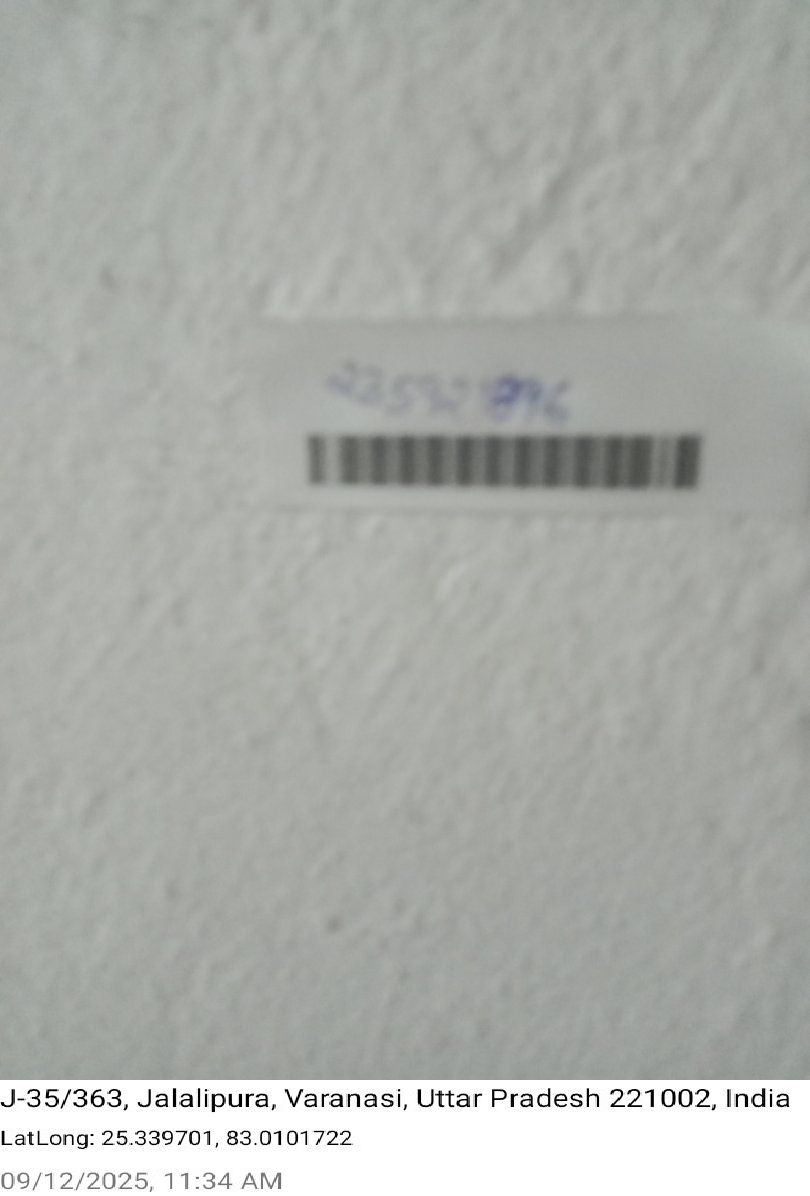 J-35/363, Jalalipura, Varanasi, Uttar Pradesh 221002, India
LatLong: 25.339701, 83.0101722
09/12/2025, 11:34 AM